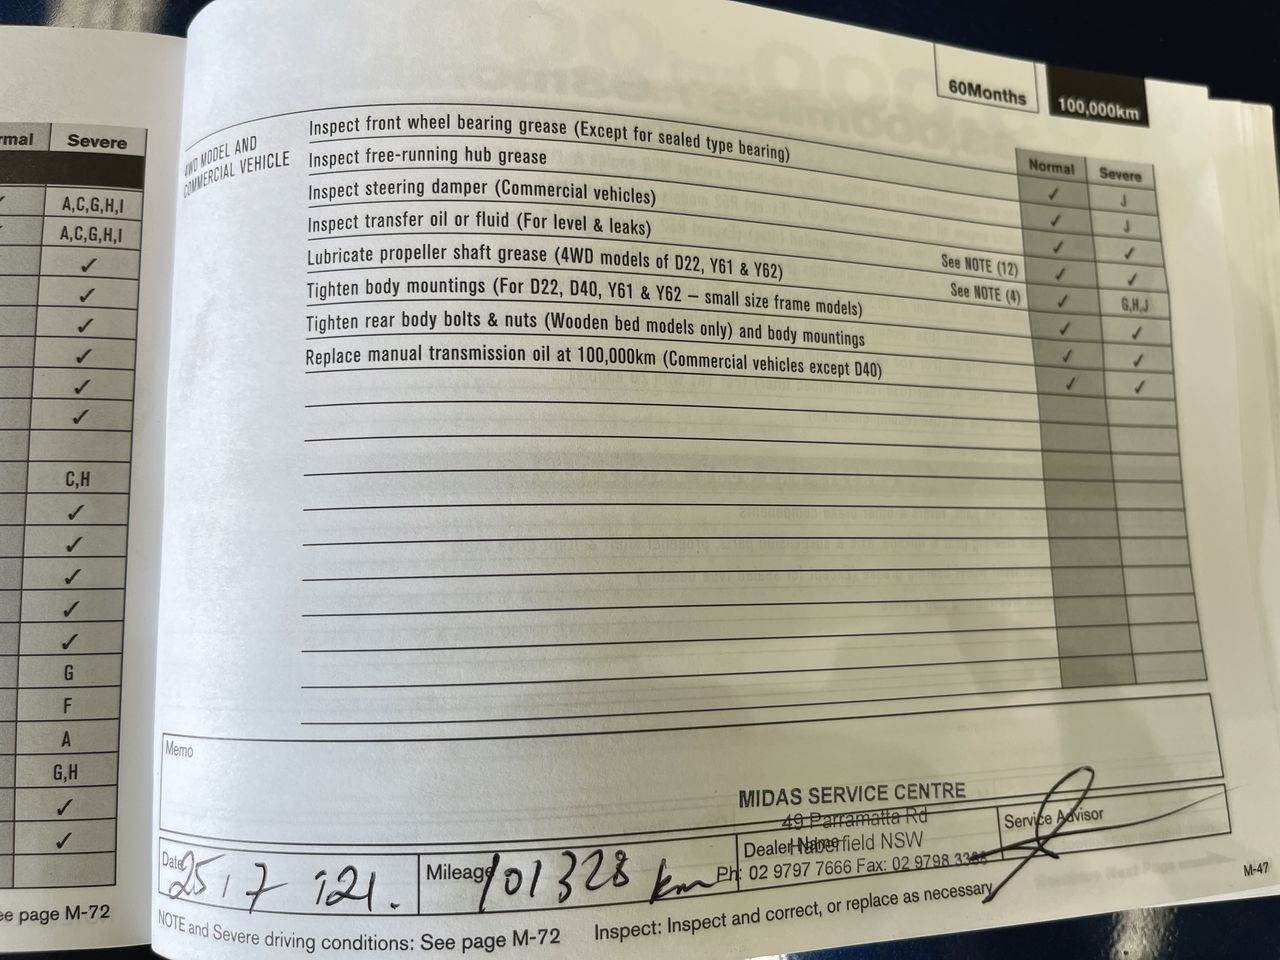 rmal Severe
A,C,G,H,I
A,C,G,H,I
✓
✓
✓
✓
✓
✓
C,H
✓
✓
✓
✓
✓
G
F
A
G,H
✓
✓
ee page M-72
60Months 100,000km
Normal Severe
4WD MODEL AND
COMMERCIAL VEHICLE
Inspect front wheel bearing grease (Except for sealed type bearing) ✓ J
Inspect free-running hub grease ✓ J
Inspect steering damper (Commercial vehicles) ✓ ✓
Inspect transfer oil or fluid (For level & leaks) See NOTE (12) ✓ ✓
Lubricate propeller shaft grease (4WD models of D22, Y61 & Y62) See NOTE (4) ✓ G,H,J
Tighten body mountings (For D22, D40, Y61 & Y62 – small size frame models) ✓ ✓
Tighten rear body bolts & nuts (Wooden bed models only) and body mountings ✓ ✓
Replace manual transmission oil at 100,000km (Commercial vehicles except D40) ✓ ✓
Memo
MIDAS SERVICE CENTRE
49 Parramatta Rd
Haberfield NSW
Ph: 02 9797 7666 Fax: 02 9798
Date 25/7/21.
Mileage 101328 km
Dealer Name
Service Advisor
NOTE and Severe driving conditions: See page M-72 Inspect: Inspect and correct, or replace as necessary
M-47